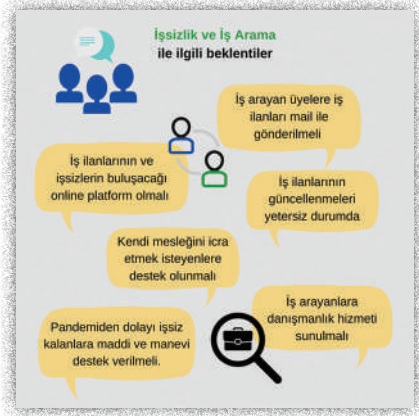 İşsizlik ve İş Arama
ile ilgili beklentiler
İş arayan üyelere iş
ilanları mail ile
gönderilmeli
İş ilanlarının ve
işsizlerin buluşacağı
online platform olmalı
İş ilanlarının
güncellenmeleri
yetersiz durumda
Kendi mesleğini icra
etmek isteyenlere
destek olunmalı
İş arayanlara
danışmanlık hizmeti
sunulmalı
Pandemiden dolayı işsiz
kalanlara maddi ve manevi
destek verilmeli.